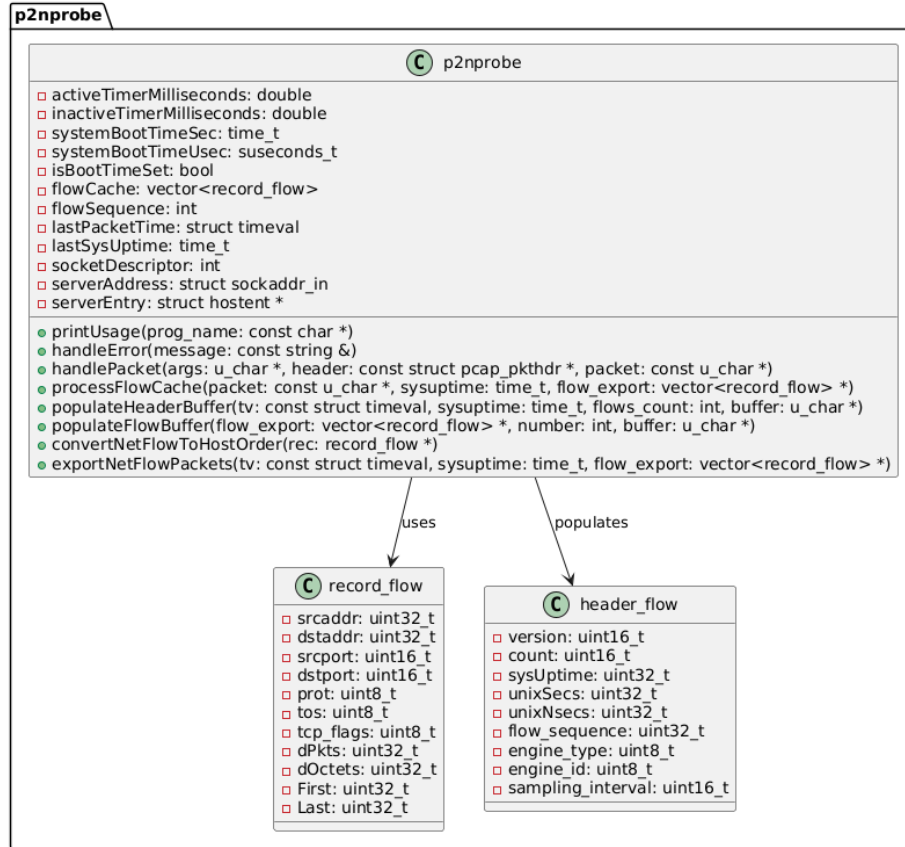 p2nprobe
C p2nprobe
activeTimerMilliseconds: double
inactiveTimerMilliseconds: double
systemBootTimeSec: time_t
systemBootTimeUsec: suseconds_t
isBootTimeSet: bool
flowCache: vector<record_flow>
flowSequence: int
lastPacketTime: struct timeval
lastSysUptime: time_t
socketDescriptor: int
serverAddress: struct sockaddr_in
serverEntry: struct hostent *
printUsage(prog_name: const char *)
handleError(message: const string &)
handlePacket(args: u_char *, header: const struct pcap_pkthdr *, packet: const u_char *)
processFlowCache(packet: const u_char *, sysuptime: time_t, flow_export: vector<record_flow> *)
populateHeaderBuffer(tv: const struct timeval, sysuptime: time_t, flows_count: int, buffer: u_char *)
populateFlowBuffer(flow_export: vector<record_flow> *, number: int, buffer: u_char *)
convertNetFlowToHostOrder(rec: record_flow *)
exportNetFlowPackets(tv: const struct timeval, sysuptime: time_t, flow_export: vector<record_flow> *)
uses
populates
C record_flow
srcaddr: uint32_t
dstaddr: uint32_t
srcport: uint16_t
dstport: uint16_t
prot: uint8_t
tos: uint8_t
tcp_flags: uint8_t
dPkts: uint32_t
dOctets: uint32_t
First: uint32_t
Last: uint32_t
C header_flow
version: uint16_t
count: uint16_t
sysUptime: uint32_t
unixSecs: uint32_t
unixNsecs: uint32_t
flow_sequence: uint32_t
engine_type: uint8_t
engine_id: uint8_t
sampling_interval: uint16_t